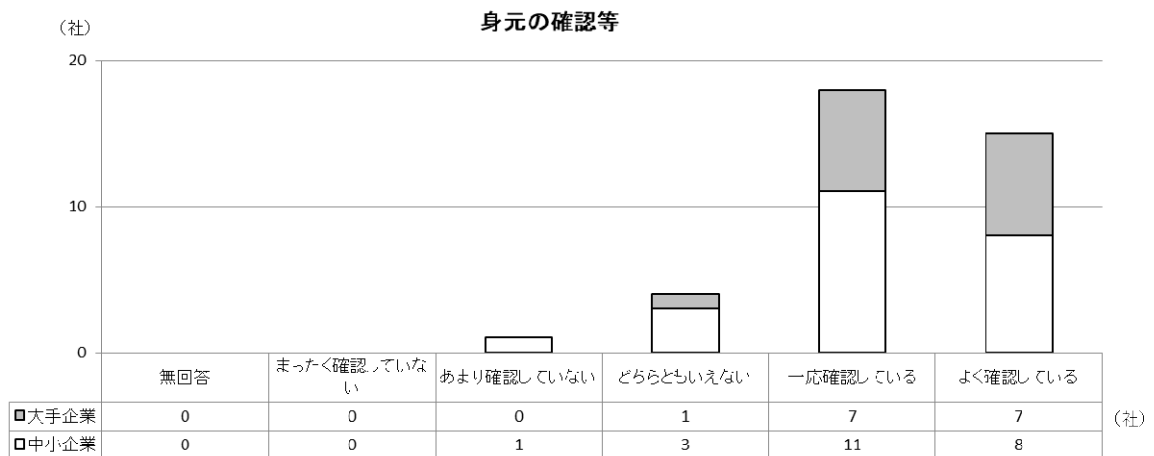 身元の確認等
（社）
20
10
0
無回答
まったく確認していな
い
あまり確認していない
どちらともいえない
一応確認している
よく確認している
大手企業 0 0 0 1 7 7
（社）
中小企業 0 0 1 3 11 8